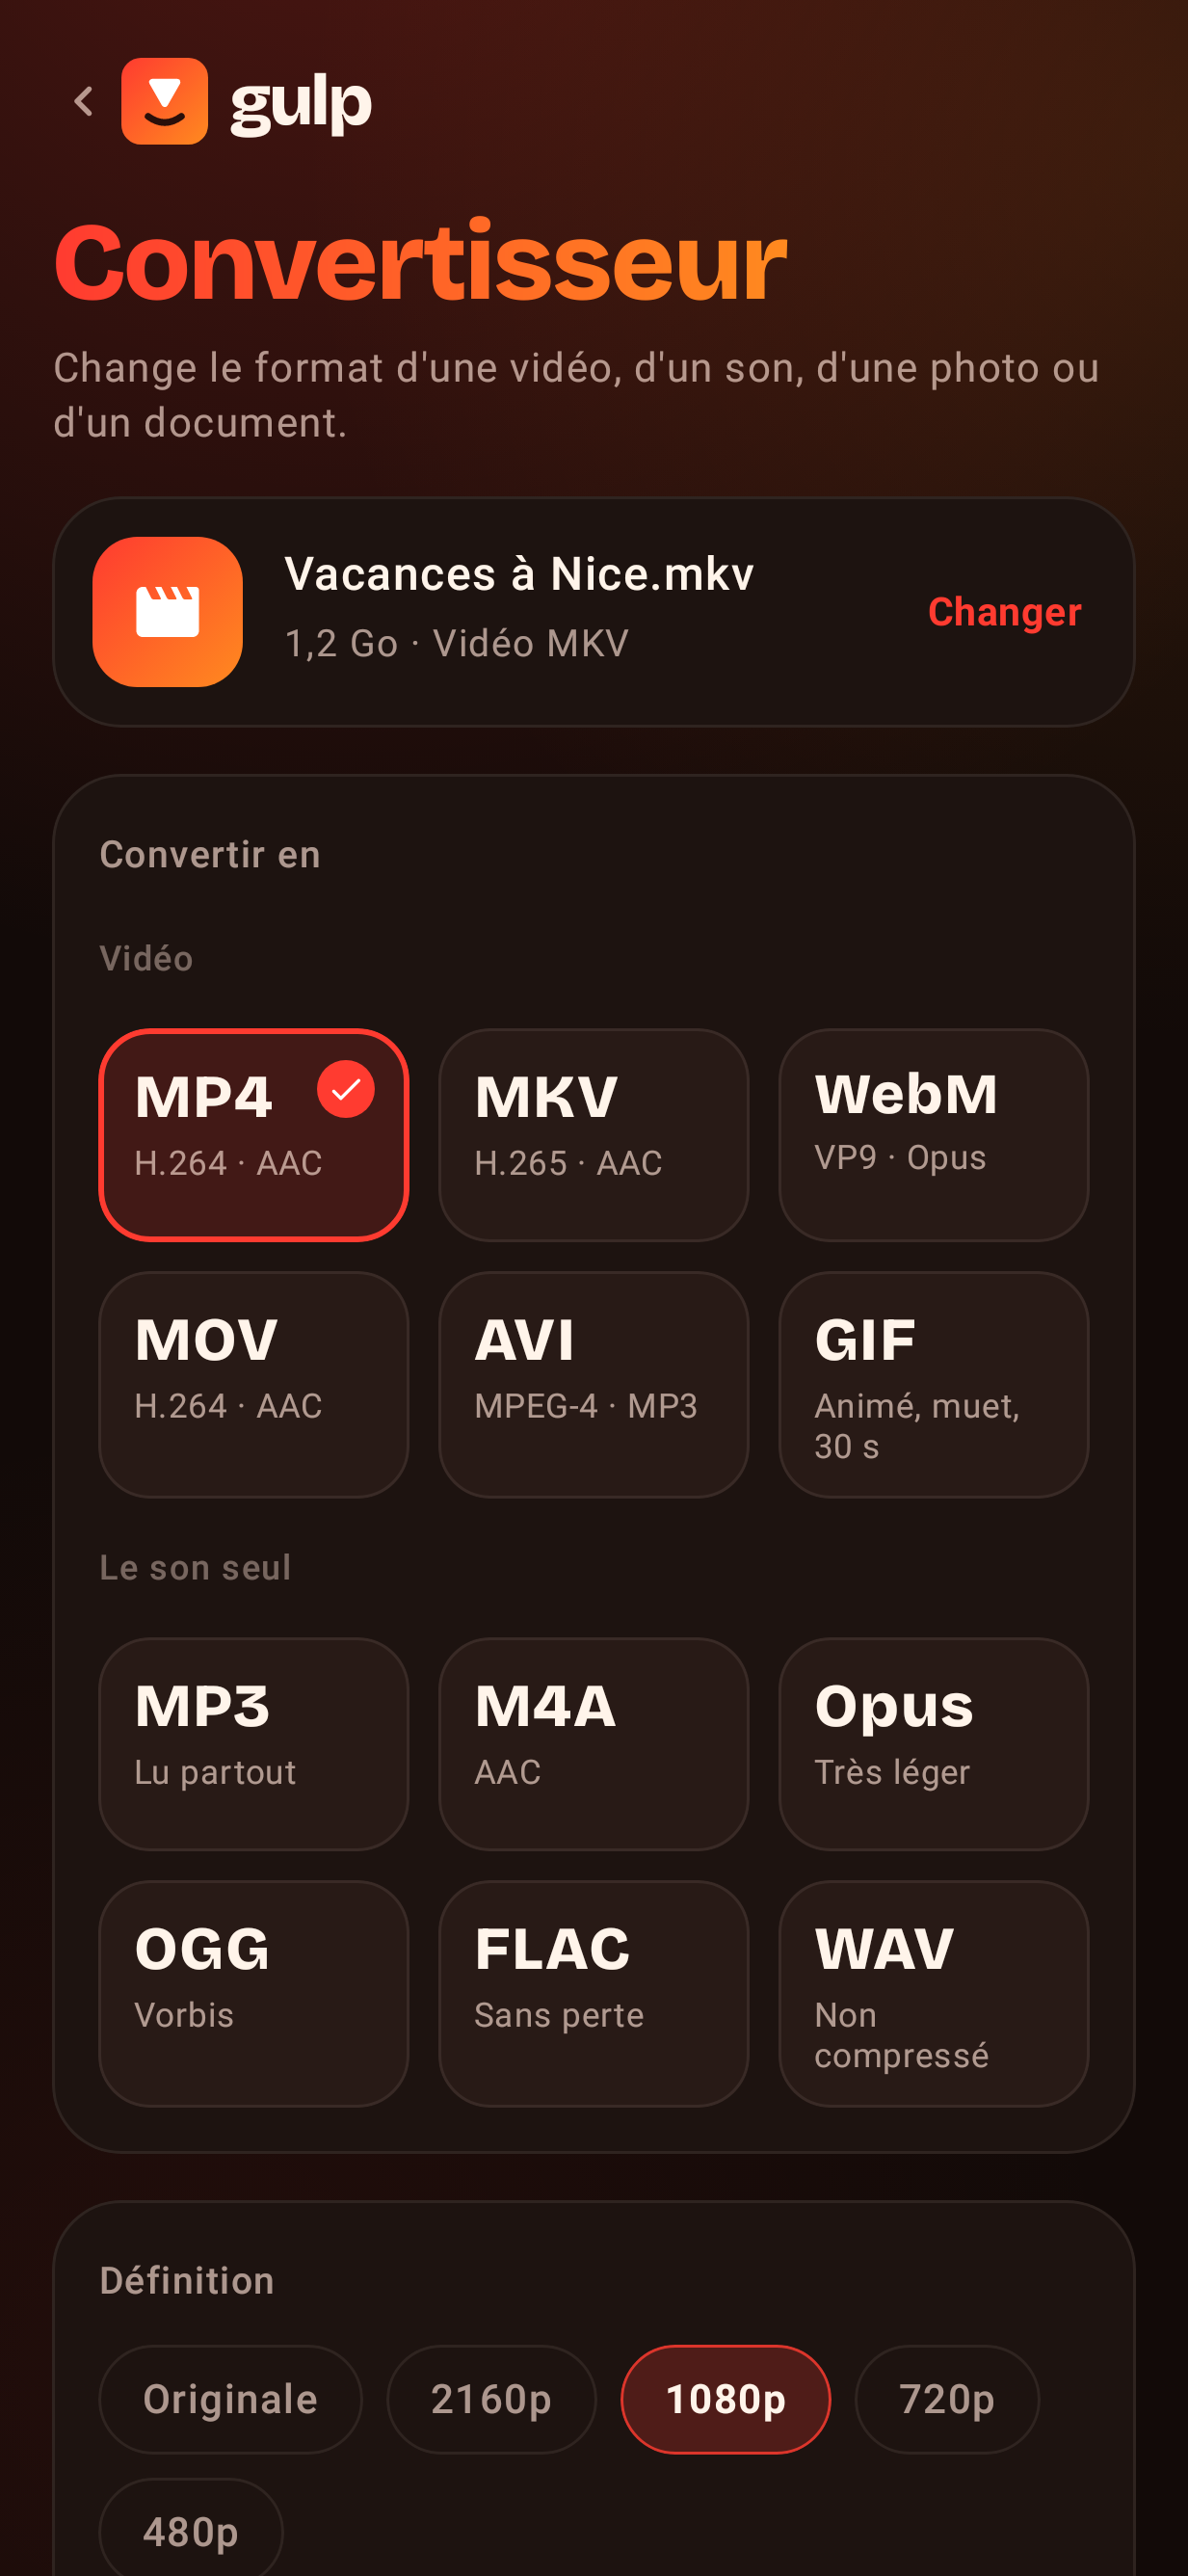 gulp
Convertisseur
Change le format d'une vidéo, d'un son, d'une photo ou
d'un document.
Vacances à Nice.mkv
1,2 Go · Vidéo MKV
Changer
Convertir en
Vidéo
MP4
H.264 · AAC
MKV
H.265 · AAC
WebM
VP9 · Opus
MOV
H.264 · AAC
AVI
MPEG-4 · MP3
GIF
Animé, muet,
30 s
Le son seul
MP3
Lu partout
M4A
AAC
Opus
Très léger
OGG
Vorbis
FLAC
Sans perte
WAV
Non
compressé
Définition
Originale
2160p
1080p
720p
480p